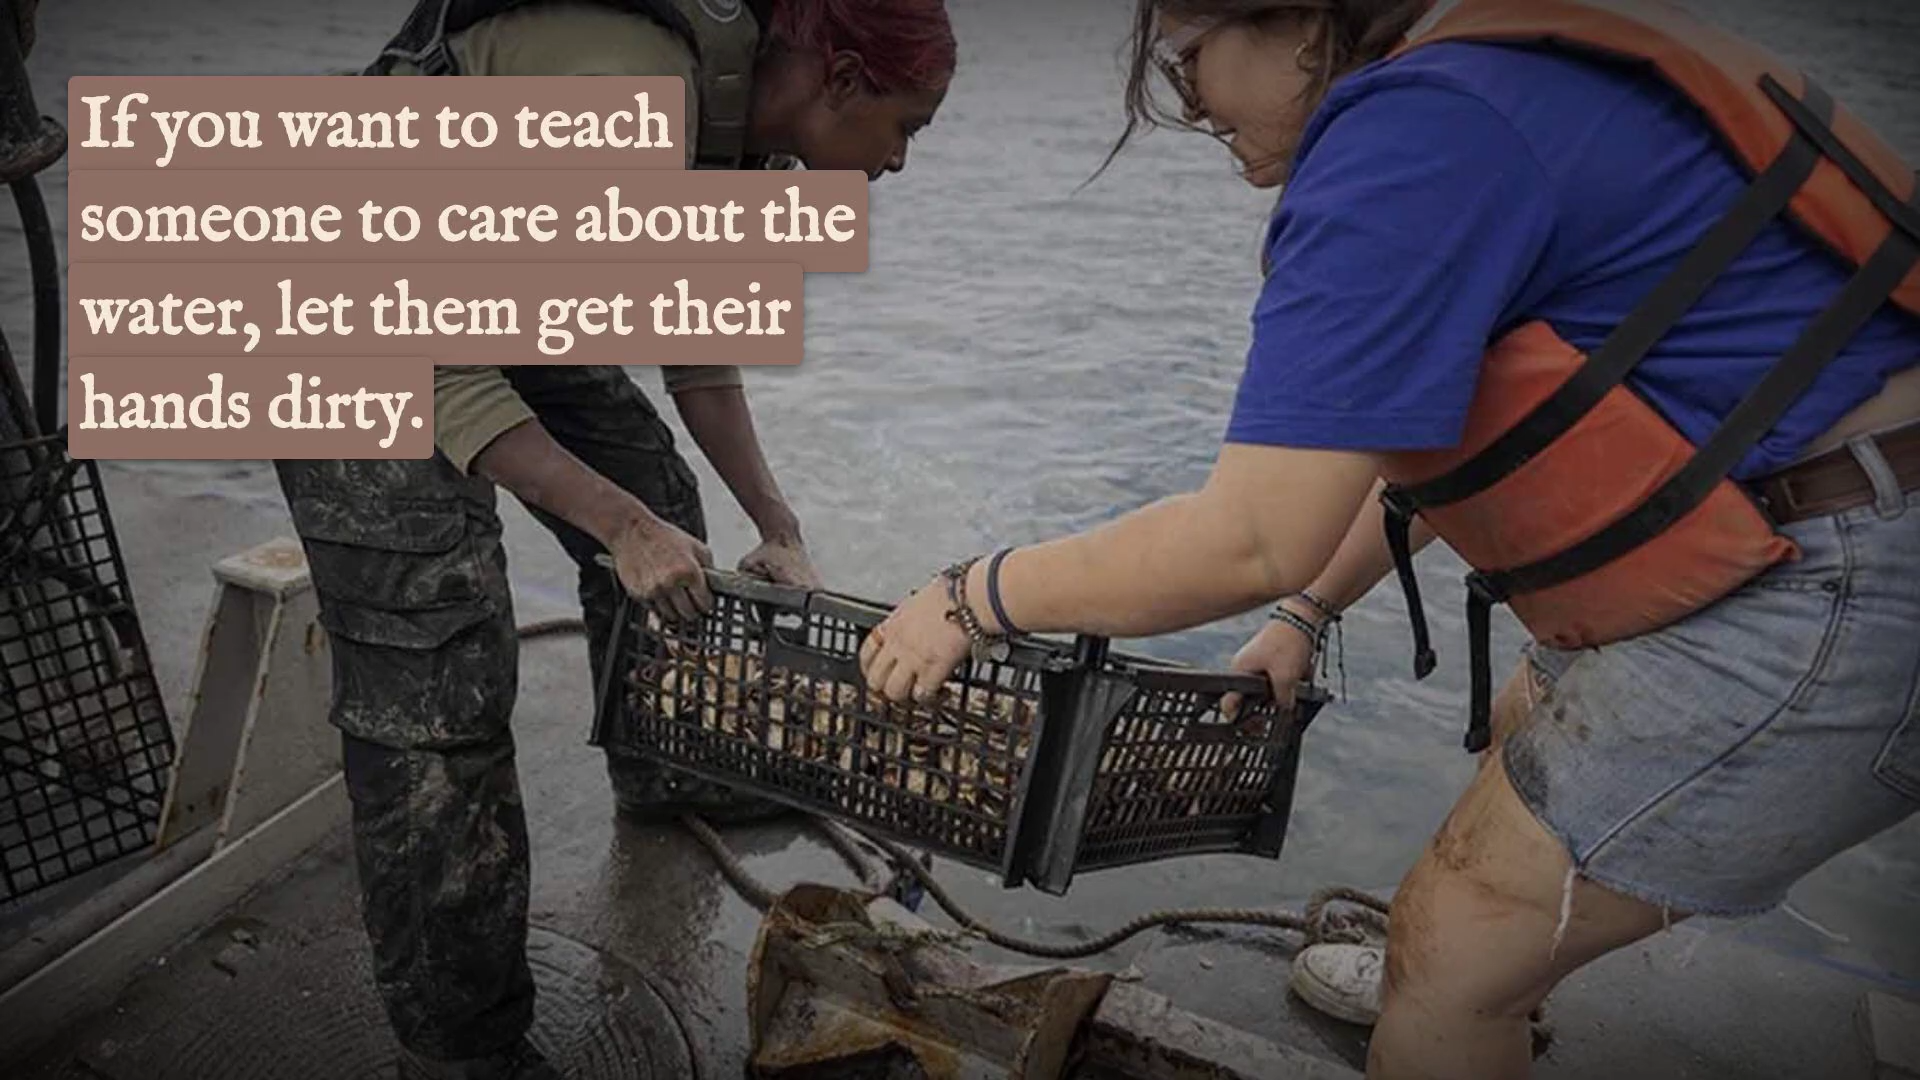 If you want to teach
someone to care about the
water, let them get their
hands dirty.